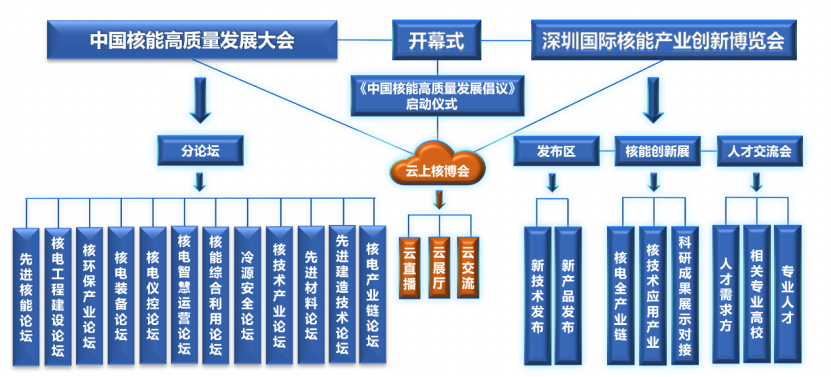 中国核能高质量发展大会
开幕式
深圳国际核能产业创新博览会
《中国核能高质量发展倡议》
启动仪式
分论坛
云上核博会
发布区
核能创新展
人才交流会
先进核能论坛
核电工程建设论坛
核环保产业论坛
核电装备论坛
核电仪控论坛
核电智慧运营论坛
核能综合利用论坛
冷源安全论坛
核技术产业论坛
先进材料论坛
先进建造技术论坛
核电产业链论坛
云直播
云展厅
云交流
新技术发布
新产品发布
核电全产业链
核技术应用产业
科研成果展示对接
人才需求方
相关专业高校
专业人才